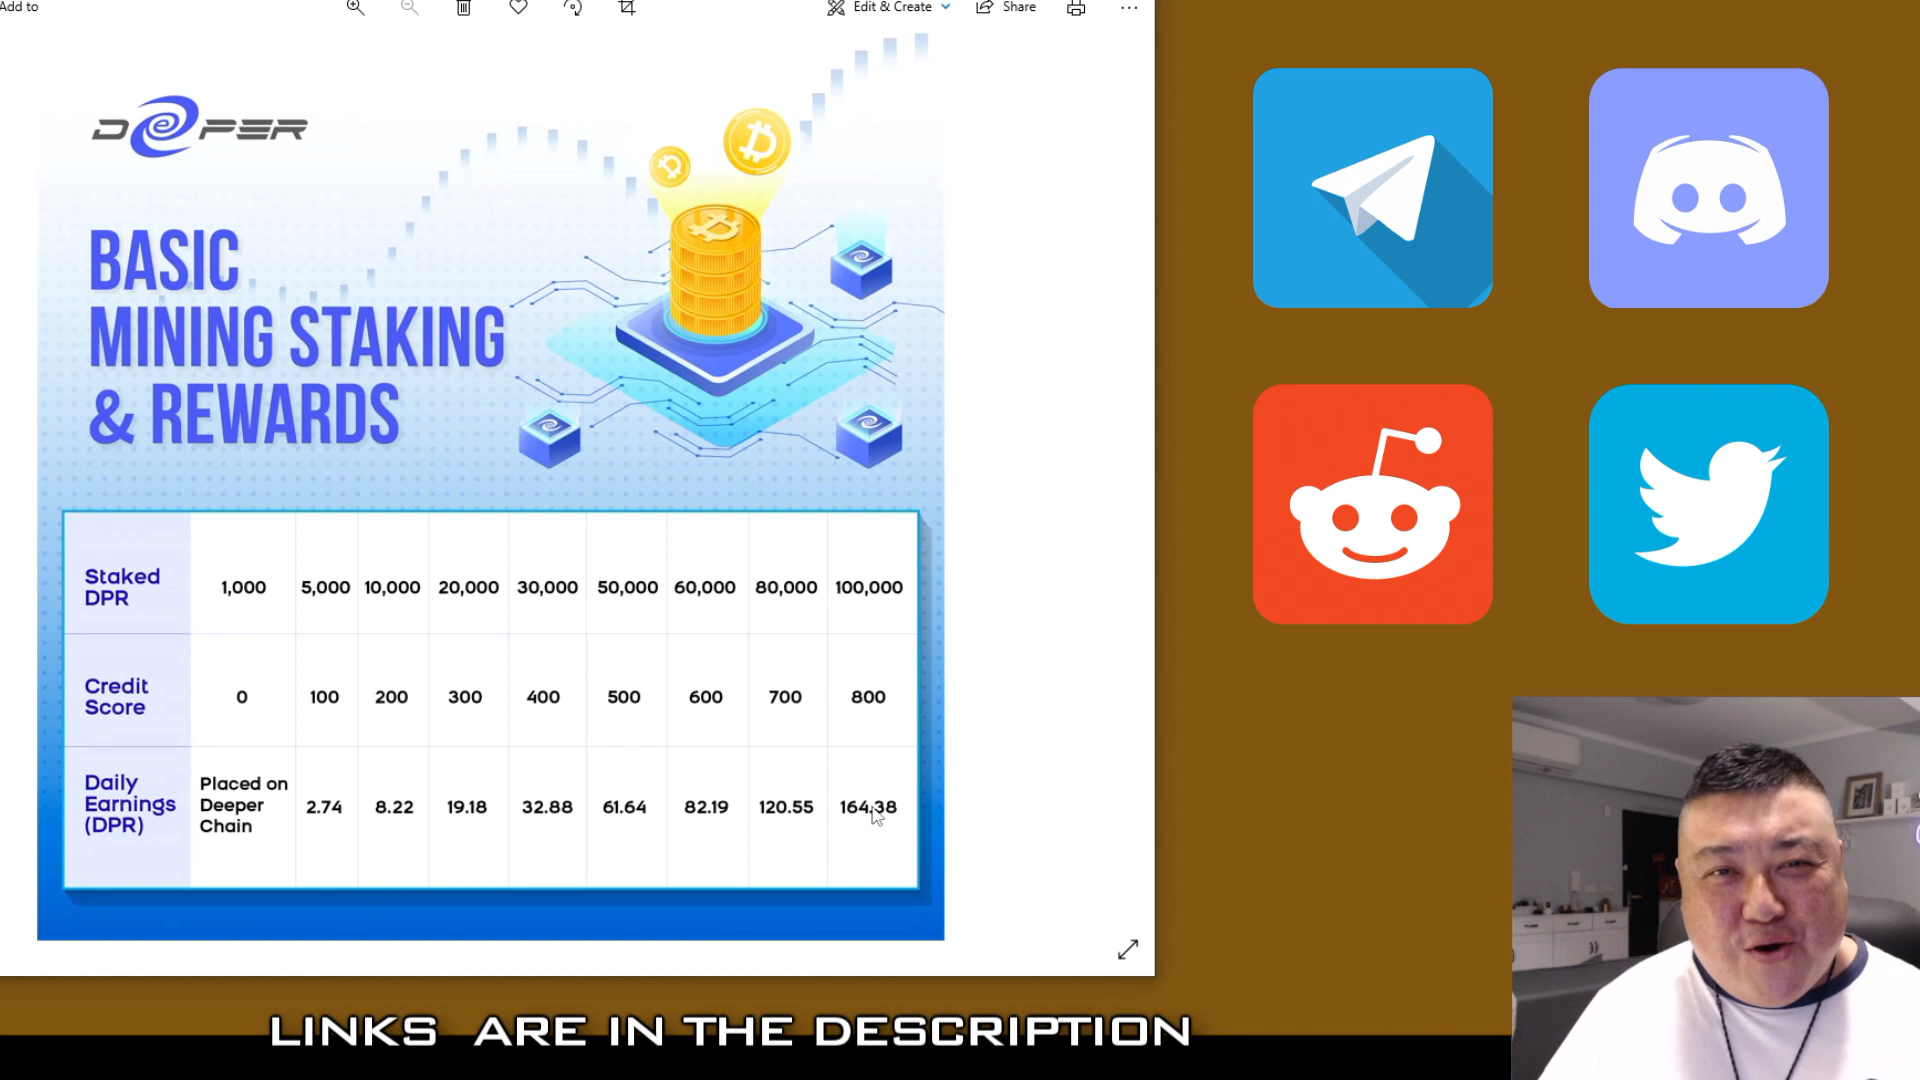 Add to
Edit & Create
Share
DEEPER
BASIC
MINING STAKING
& REWARDS
Staked DPR 1,000 5,000 10,000 20,000 30,000 50,000 60,000 80,000 100,000
Credit Score 0 100 200 300 400 500 600 700 800
Daily Earnings (DPR) Placed on Deeper Chain 2.74 8.22 19.18 32.88 61.64 82.19 120.55 164.38
LINKS ARE IN THE DESCRIPTION